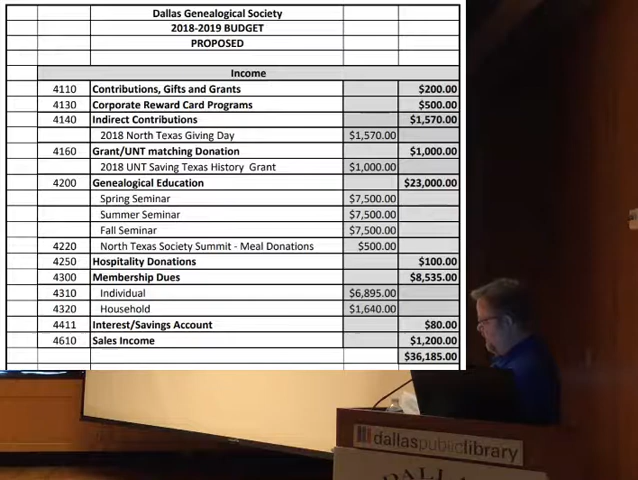 Dallas Genealogical Society
2018-2019 BUDGET
PROPOSED
Income
4110 Contributions, Gifts and Grants $200.00
4130 Corporate Reward Card Programs $500.00
4140 Indirect Contributions $1,570.00
2018 North Texas Giving Day $1,570.00
4160 Grant/UNT matching Donation $1,000.00
2018 UNT Saving Texas History Grant $1,000.00
4200 Genealogical Education $23,000.00
Spring Seminar $7,500.00
Summer Seminar $7,500.00
Fall Seminar $7,500.00
4220 North Texas Society Summit - Meal Donations $500.00
4250 Hospitality Donations $100.00
4300 Membership Dues $8,535.00
4310 Individual $6,895.00
4320 Household $1,640.00
4411 Interest/Savings Account $80.00
4610 Sales Income $1,200.00
$36,185.00
dallaspubliclibrary